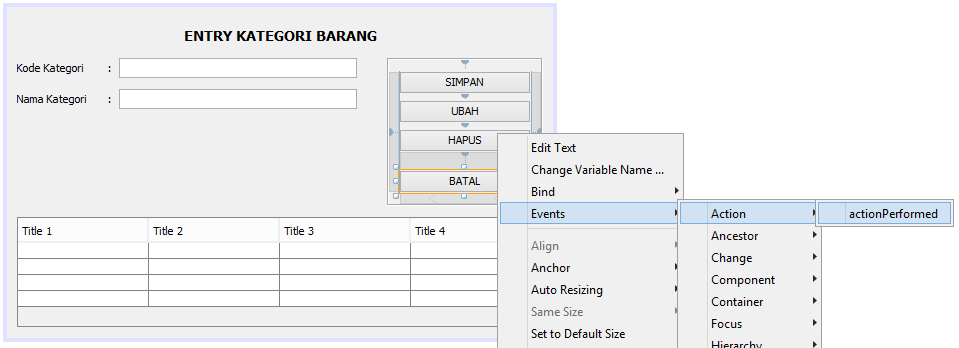 ENTRY KATEGORI BARANG
Kode Kategori :
Nama Kategori :
SIMPAN
UBAH
HAPUS
BATAL
Title 1 Title 2 Title 3 Title 4
Edit Text
Change Variable Name ...
Bind
Events
Align
Anchor
Auto Resizing
Same Size
Set to Default Size
Action
Ancestor
Change
Component
Container
Focus
Hierarchy
actionPerformed